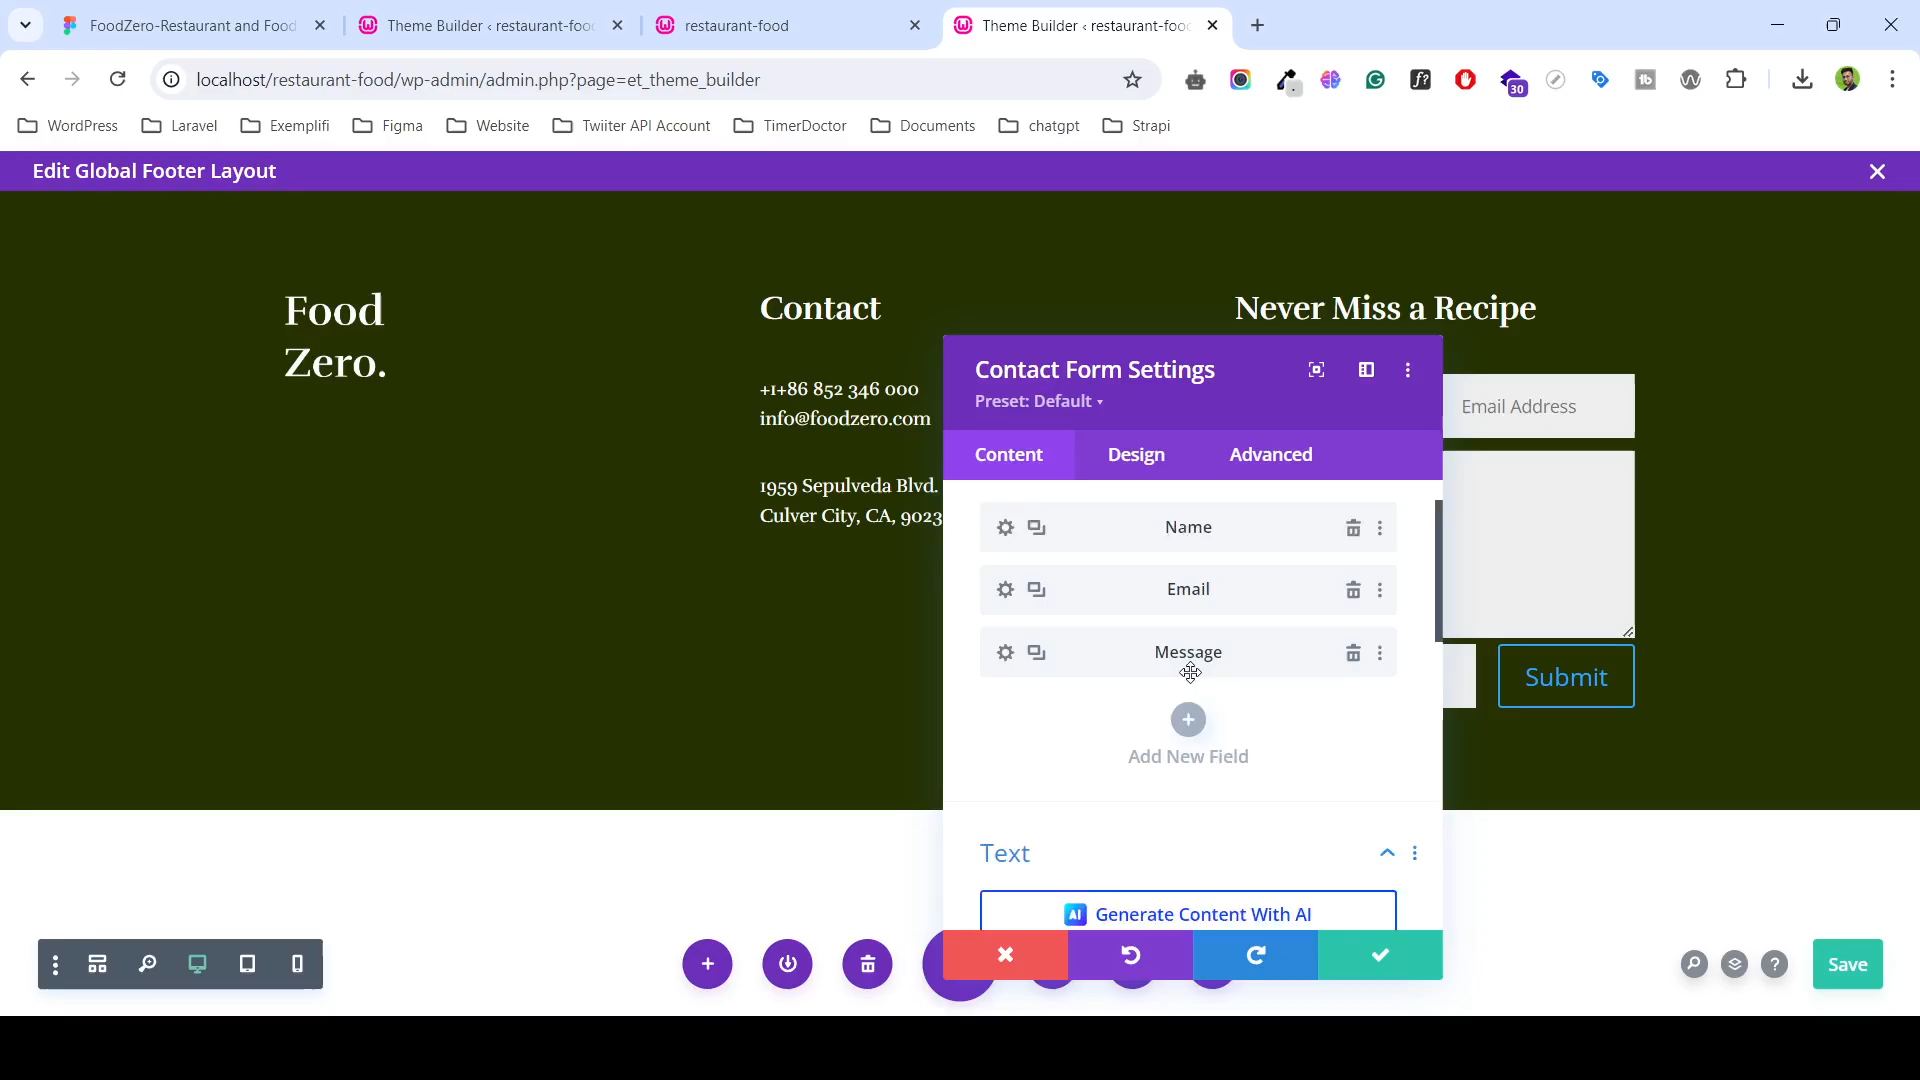 FoodZero-Restaurant and Food
Theme Builder ‹ restaurant-foo
restaurant-food
Theme Builder ‹ restaurant-foo
localhost/restaurant-food/wp-admin/admin.php?page=et_theme_builder
30
WordPress
Laravel
Exemplifi
Figma
Website
Twiiter API Account
TimerDoctor
Documents
chatgpt
Strapi
Edit Global Footer Layout
Food
Zero.
Contact
+1+86 852 346 000
info@foodzero.com
1959 Sepulveda Blvd.
Culver City, CA, 9023
Never Miss a Recipe
Email Address
Submit
Contact Form Settings
Preset: Default
Content
Design
Advanced
Name
Email
Message
Add New Field
Text
AI Generate Content With AI
Save